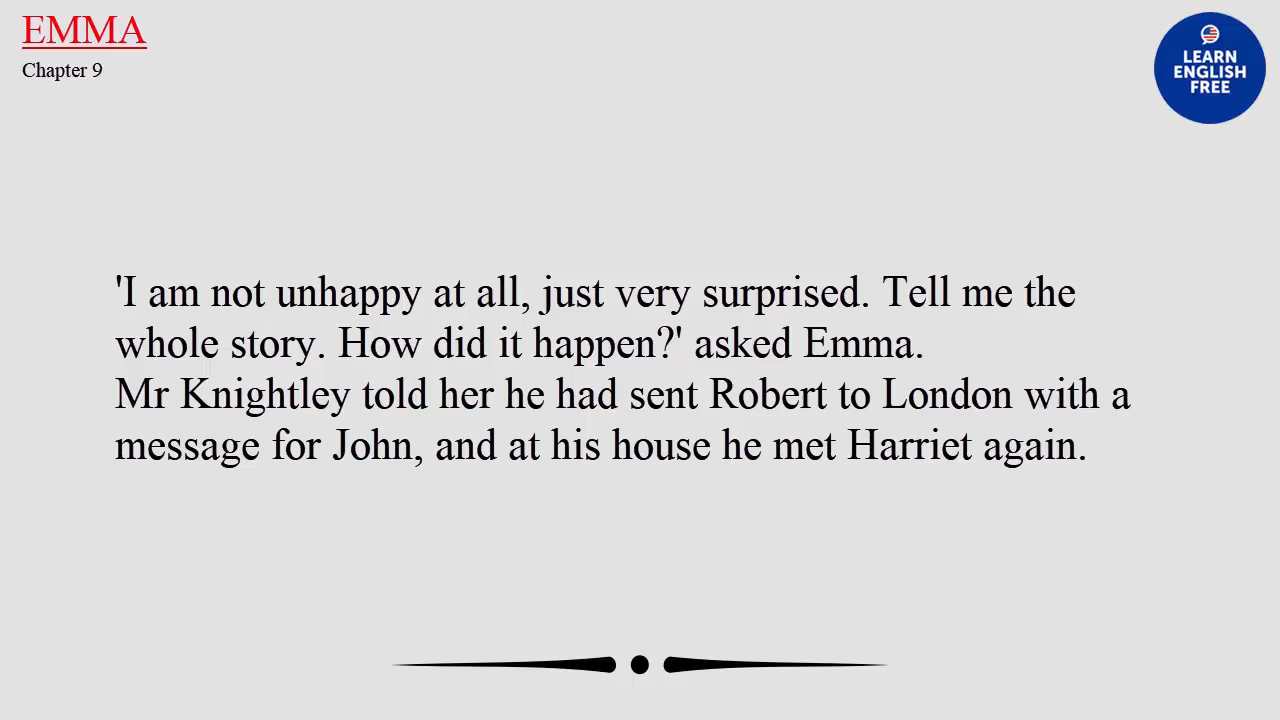 EMMA
Chapter 9
LEARN
ENGLISH
FREE
'I am not unhappy at all, just very surprised. Tell me the
whole story. How did it happen?' asked Emma.
Mr Knightley told her he had sent Robert to London with a
message for John, and at his house he met Harriet again.